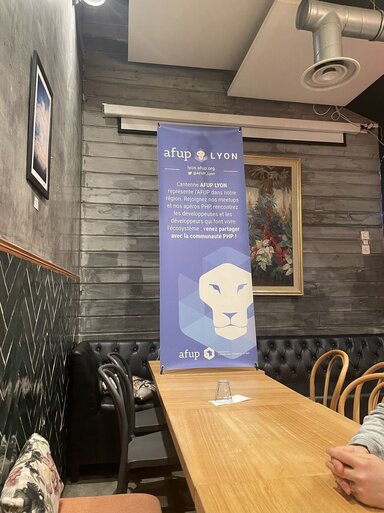 afup LYON
lyon.afup.org
@afup_Lyon
L'antenne AFUP LYON
représente l'AFUP dans notre
région. Rejoignez nos meetups
et nos apéros PHP, rencontrez
les développeuses et les
développeurs qui font vivre
l'écosystème : venez partager
avec la communauté PHP !
afup